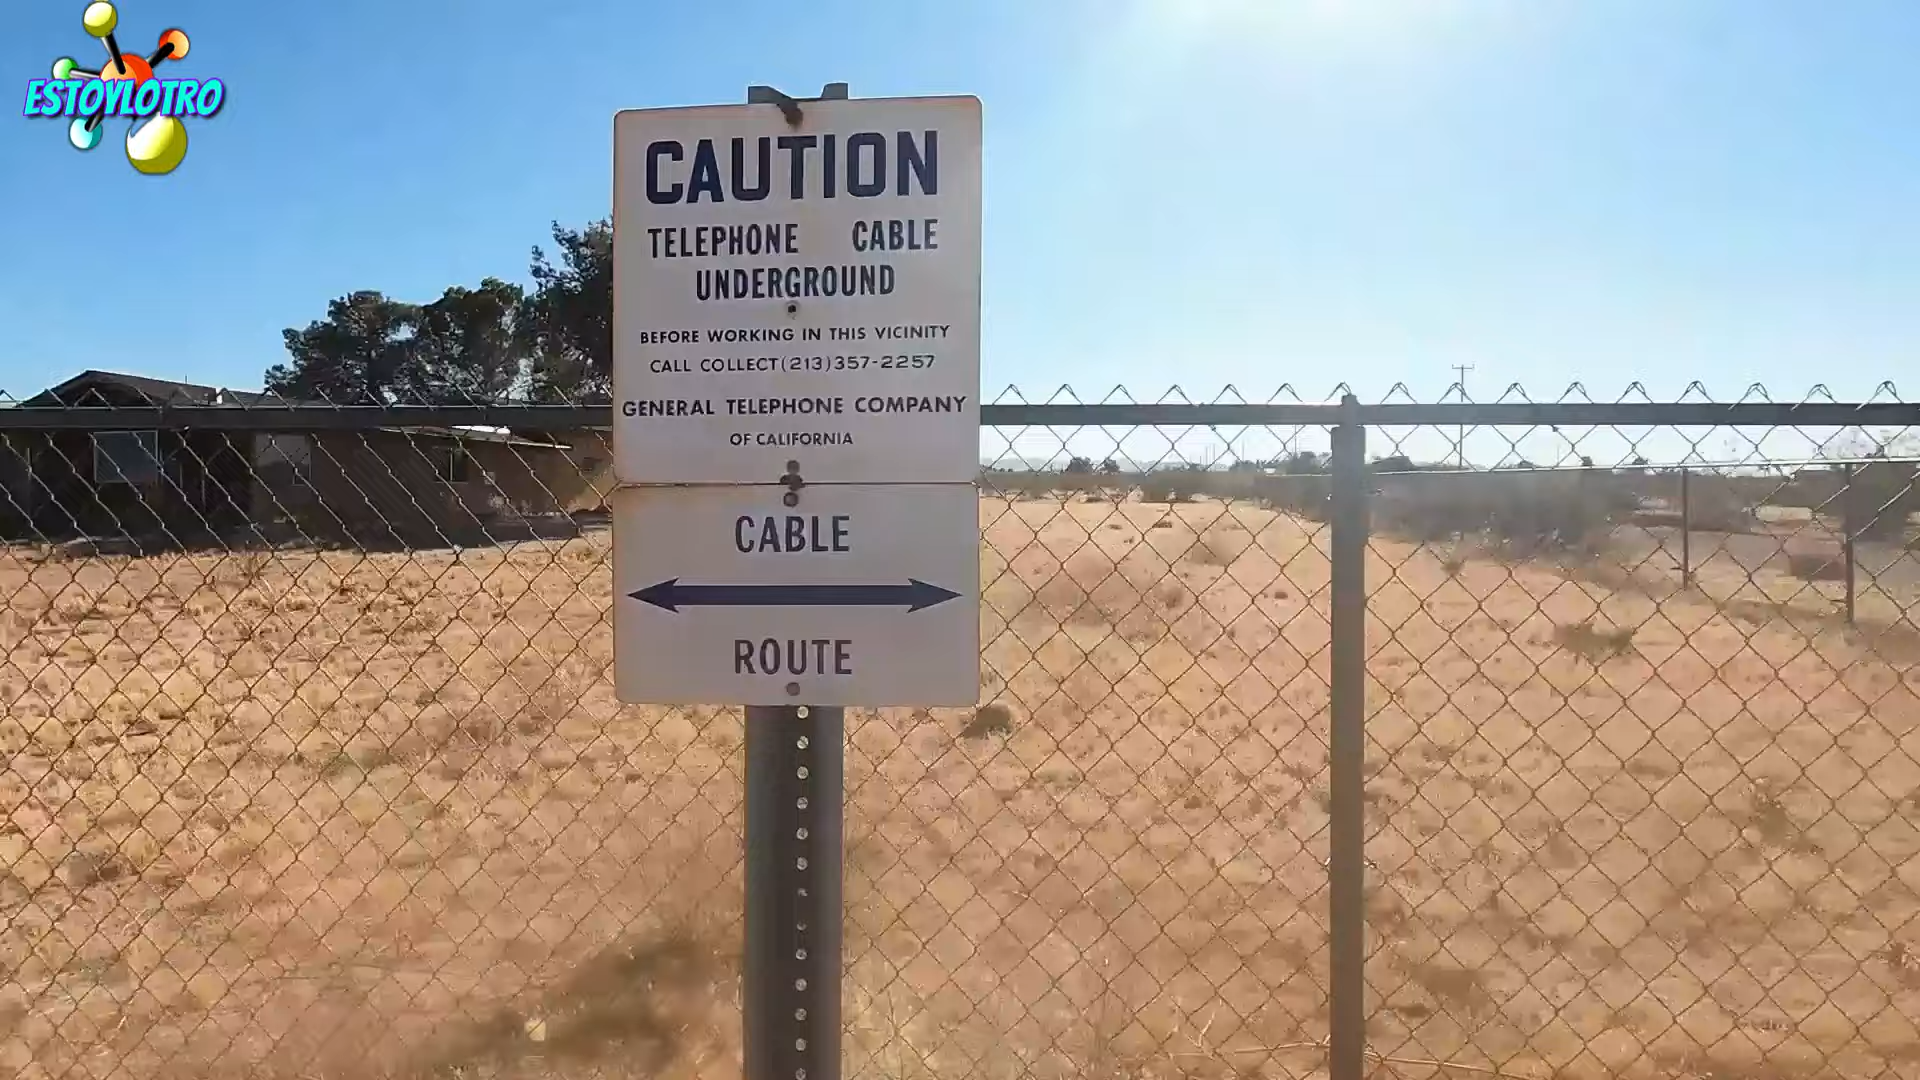 ESTOYLOTRO
CAUTION
TELEPHONE CABLE
UNDERGROUND
BEFORE WORKING IN THIS VICINITY
CALL COLLECT(213)357-2257
GENERAL TELEPHONE COMPANY
OF CALIFORNIA
CABLE
ROUTE